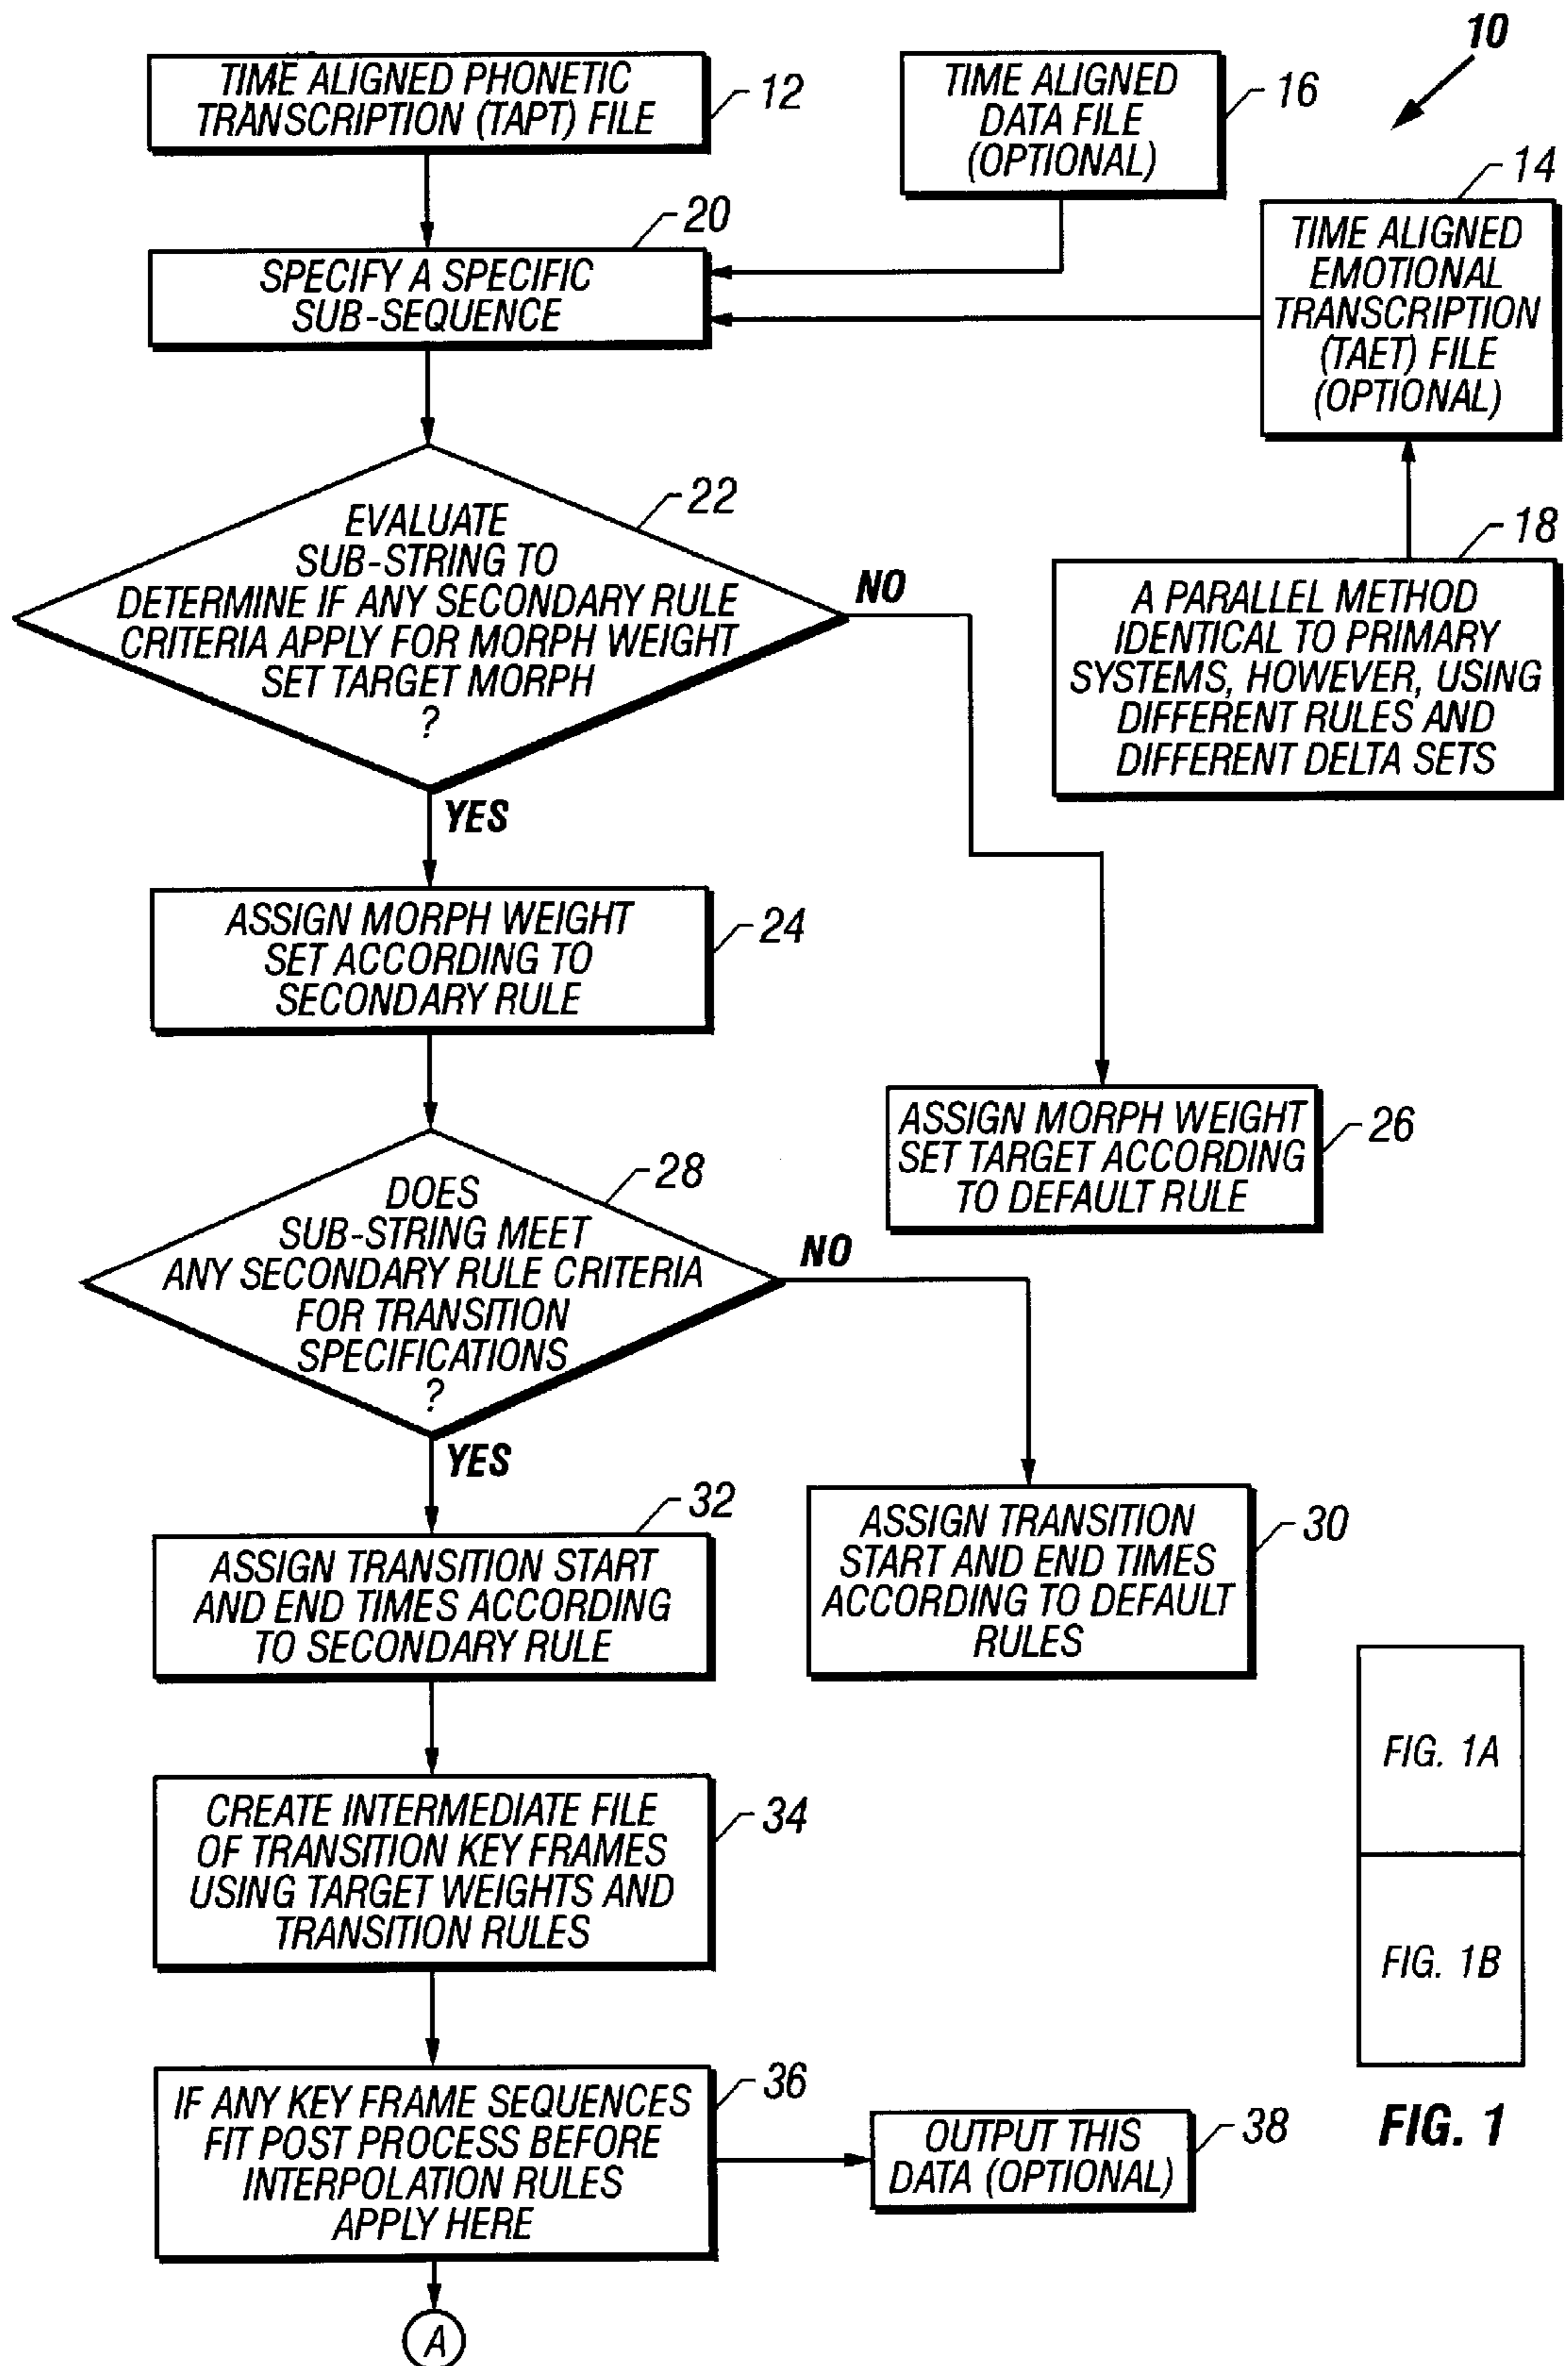 10
TIME ALIGNED PHONETIC
TRANSCRIPTION (TAPT) FILE
12
TIME ALIGNED
DATA FILE
(OPTIONAL)
16
14
TIME ALIGNED
EMOTIONAL
TRANSCRIPTION
(TAET) FILE
(OPTIONAL)
20
SPECIFY A SPECIFIC
SUB-SEQUENCE
22
EVALUATE
SUB-STRING TO
DETERMINE IF ANY SECONDARY RULE
CRITERIA APPLY FOR MORPH WEIGHT
SET TARGET MORPH
?
NO
YES
18
A PARALLEL METHOD
IDENTICAL TO PRIMARY
SYSTEMS, HOWEVER, USING
DIFFERENT RULES AND
DIFFERENT DELTA SETS
ASSIGN MORPH WEIGHT
SET ACCORDING TO
SECONDARY RULE
24
ASSIGN MORPH WEIGHT
SET TARGET ACCORDING
TO DEFAULT RULE
26
28
DOES
SUB-STRING MEET
ANY SECONDARY RULE CRITERIA
FOR TRANSITION
SPECIFICATIONS
?
NO
YES
32
ASSIGN TRANSITION START
AND END TIMES ACCORDING
TO SECONDARY RULE
ASSIGN TRANSITION
START AND END TIMES
ACCORDING TO DEFAULT
RULES
30
CREATE INTERMEDIATE FILE
OF TRANSITION KEY FRAMES
USING TARGET WEIGHTS AND
TRANSITION RULES
34
FIG. 1A
FIG. 1B
FIG. 1
IF ANY KEY FRAME SEQUENCES
FIT POST PROCESS BEFORE
INTERPOLATION RULES
APPLY HERE
36
OUTPUT THIS
DATA (OPTIONAL)
38
A